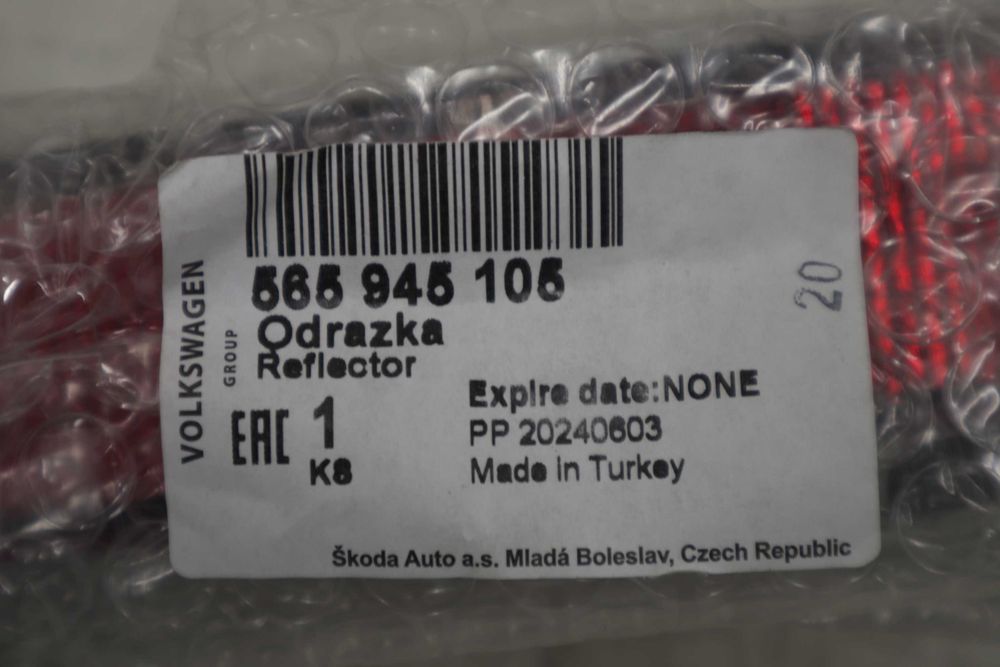 565 945 105
Odrazka
Reflector
VOLKSWAGEN
GROUP
EAC
1
K8
Expire date:NONE
PP 20240603
Made in Turkey
20
Škoda Auto a.s. Mladá Boleslav, Czech Republic